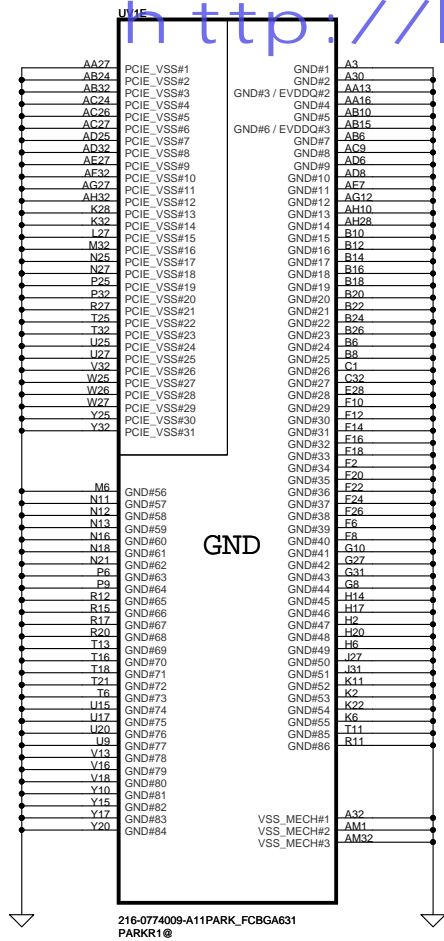 http://
UV1E
AA27 PCIE_VSS#1
AB24 PCIE_VSS#2
AB32 PCIE_VSS#3
AC24 PCIE_VSS#4
AC26 PCIE_VSS#5
AC27 PCIE_VSS#6
AD25 PCIE_VSS#7
AD32 PCIE_VSS#8
AE27 PCIE_VSS#9
AF32 PCIE_VSS#10
AG27 PCIE_VSS#11
AH32 PCIE_VSS#12
K28 PCIE_VSS#13
K32 PCIE_VSS#14
L27 PCIE_VSS#15
M32 PCIE_VSS#16
N25 PCIE_VSS#17
N27 PCIE_VSS#18
P25 PCIE_VSS#19
P32 PCIE_VSS#20
R27 PCIE_VSS#21
T25 PCIE_VSS#22
T32 PCIE_VSS#23
U25 PCIE_VSS#24
U27 PCIE_VSS#25
V32 PCIE_VSS#26
W25 PCIE_VSS#27
W26 PCIE_VSS#28
W27 PCIE_VSS#29
Y25 PCIE_VSS#30
Y32 PCIE_VSS#31
M6 GND#56
N11 GND#57
N12 GND#58
N13 GND#59
N16 GND#60
N18 GND#61
N21 GND#62
P6 GND#63
P9 GND#64
R12 GND#65
R15 GND#66
R17 GND#67
R20 GND#68
T13 GND#69
T16 GND#70
T18 GND#71
T21 GND#72
T6 GND#73
U15 GND#74
U17 GND#75
U20 GND#76
U9 GND#77
V13 GND#78
V16 GND#79
V18 GND#80
Y10 GND#81
Y15 GND#82
Y17 GND#83
Y20 GND#84
GND
GND#1 A3
GND#2 A30
GND#3 / EVDDQ#2 AA13
GND#4 AA16
GND#5 AB10
GND#6 / EVDDQ#3 AB15
GND#7 AB6
GND#8 AC9
GND#9 AD6
GND#10 AD8
GND#11 AE7
GND#12 AG12
GND#13 AH10
GND#14 AH28
GND#15 B10
GND#16 B12
GND#17 B14
GND#18 B16
GND#19 B18
GND#20 B20
GND#21 B22
GND#22 B24
GND#23 B26
GND#24 B6
GND#25 B8
GND#26 C1
GND#27 C32
GND#28 E28
GND#29 F10
GND#30 F12
GND#31 F14
GND#32 F16
GND#33 F18
GND#34 F2
GND#35 F20
GND#36 F22
GND#37 F24
GND#38 F26
GND#39 F6
GND#40 F8
GND#41 G10
GND#42 G27
GND#43 G31
GND#44 G8
GND#45 H14
GND#46 H17
GND#47 H2
GND#48 H20
GND#49 H6
GND#50 J27
GND#51 J31
GND#52 K11
GND#53 K2
GND#54 K22
GND#55 K6
GND#85 T11
GND#86 R11
VSS_MECH#1 A32
VSS_MECH#2 AM1
VSS_MECH#3 AM32
216-0774009-A11PARK_FCBGA631
PARKR1@